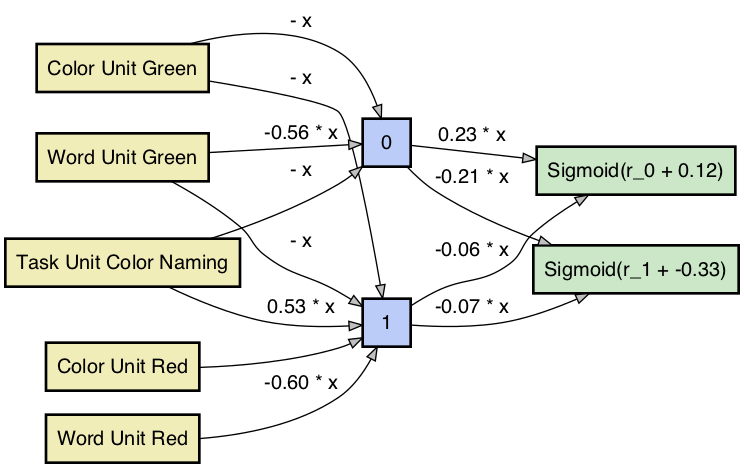 - x
Color Unit Green
- x
-0.56 * x
0.23 * x
0
Word Unit Green
- x
-0.21 * x
Sigmoid(r_0 + 0.12)
- x
-0.06 * x
Task Unit Color Naming
Sigmoid(r_1 + -0.33)
0.53 * x
-0.07 * x
1
Color Unit Red
-0.60 * x
Word Unit Red